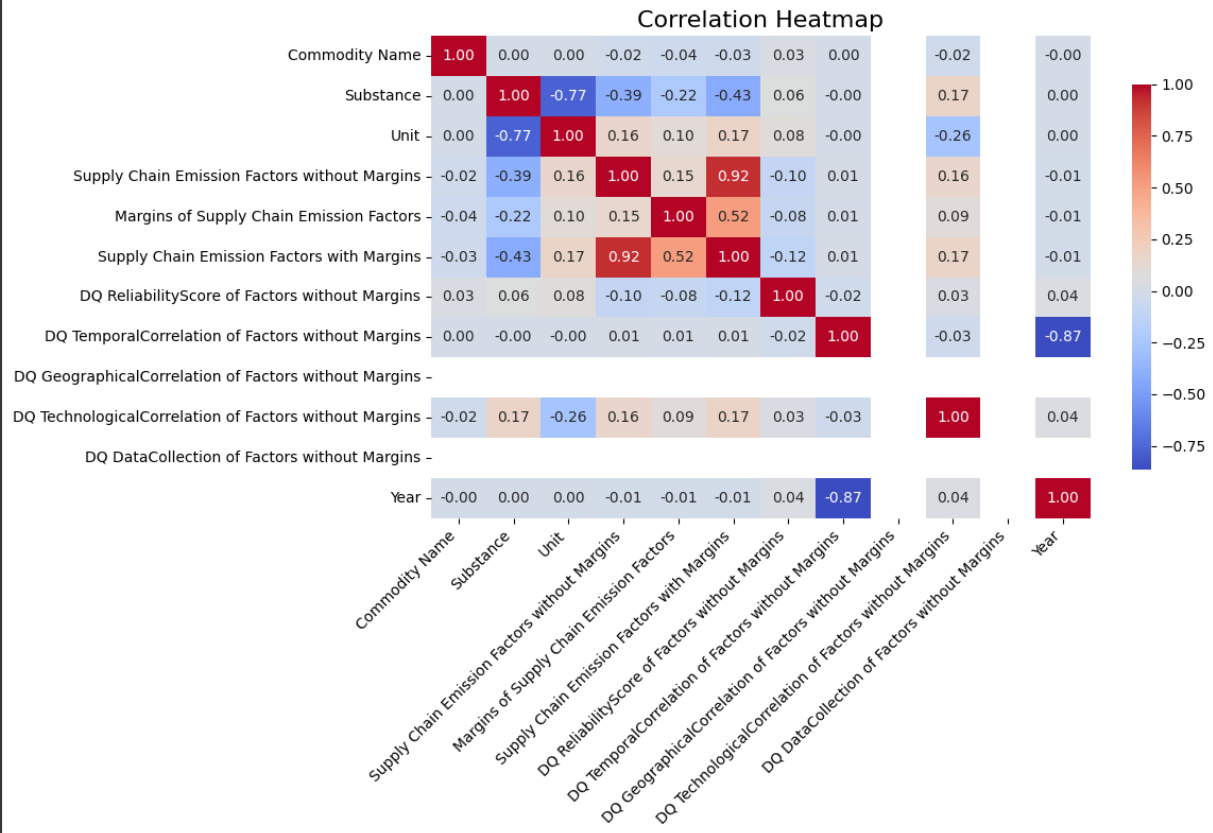 Correlation Heatmap
Commodity Name 1.00 0.00 0.00 -0.02 -0.04 -0.03 0.03 0.00 -0.02 -0.00
1.00
Substance 0.00 1.00 -0.77 -0.39 -0.22 -0.43 0.06 -0.00 0.17 0.00
0.75
Unit 0.00 -0.77 1.00 0.16 0.10 0.17 0.08 -0.00 -0.26 0.00
Supply Chain Emission Factors without Margins -0.02 -0.39 0.16 1.00 0.15 0.92 -0.10 0.01 0.16 -0.01
0.50
Margins of Supply Chain Emission Factors -0.04 -0.22 0.10 0.15 1.00 0.52 -0.08 0.01 0.09 -0.01
0.25
Supply Chain Emission Factors with Margins -0.03 -0.43 0.17 0.92 0.52 1.00 -0.12 0.01 0.17 -0.01
0.00
DQ ReliabilityScore of Factors without Margins 0.03 0.06 0.08 -0.10 -0.08 -0.12 1.00 -0.02 0.03 0.04
DQ TemporalCorrelation of Factors without Margins 0.00 -0.00 -0.00 0.01 0.01 0.01 -0.02 1.00 -0.03 -0.87
−0.25
DQ GeographicalCorrelation of Factors without Margins
−0.50
DQ TechnologicalCorrelation of Factors without Margins -0.02 0.17 -0.26 0.16 0.09 0.17 0.03 -0.03 1.00 0.04
−0.75
DQ DataCollection of Factors without Margins
Year -0.00 0.00 0.00 -0.01 -0.01 -0.01 0.04 -0.87 0.04 1.00
Commodity Name
Substance
Unit
Supply Chain Emission Factors without Margins
Margins of Supply Chain Emission Factors
Supply Chain Emission Factors with Margins
DQ ReliabilityScore of Factors without Margins
DQ TemporalCorrelation of Factors without Margins
DQ GeographicalCorrelation of Factors without Margins
DQ TechnologicalCorrelation of Factors without Margins
DQ DataCollection of Factors without Margins
Year